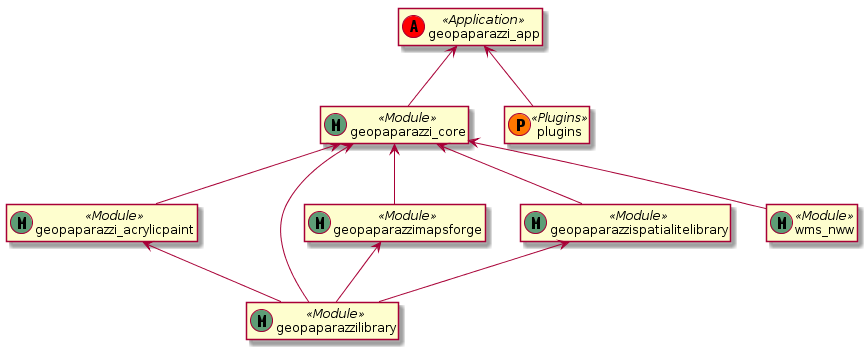 A «Application»
geopaparazzi_app
M «Module»
geopaparazzi_core
P «Plugins»
plugins
M «Module»
geopaparazzi_acrylicpaint
M «Module»
geopaparazzimapsforge
M «Module»
geopaparazzispatialitelibrary
M «Module»
wms_nww
M «Module»
geopaparazzilibrary